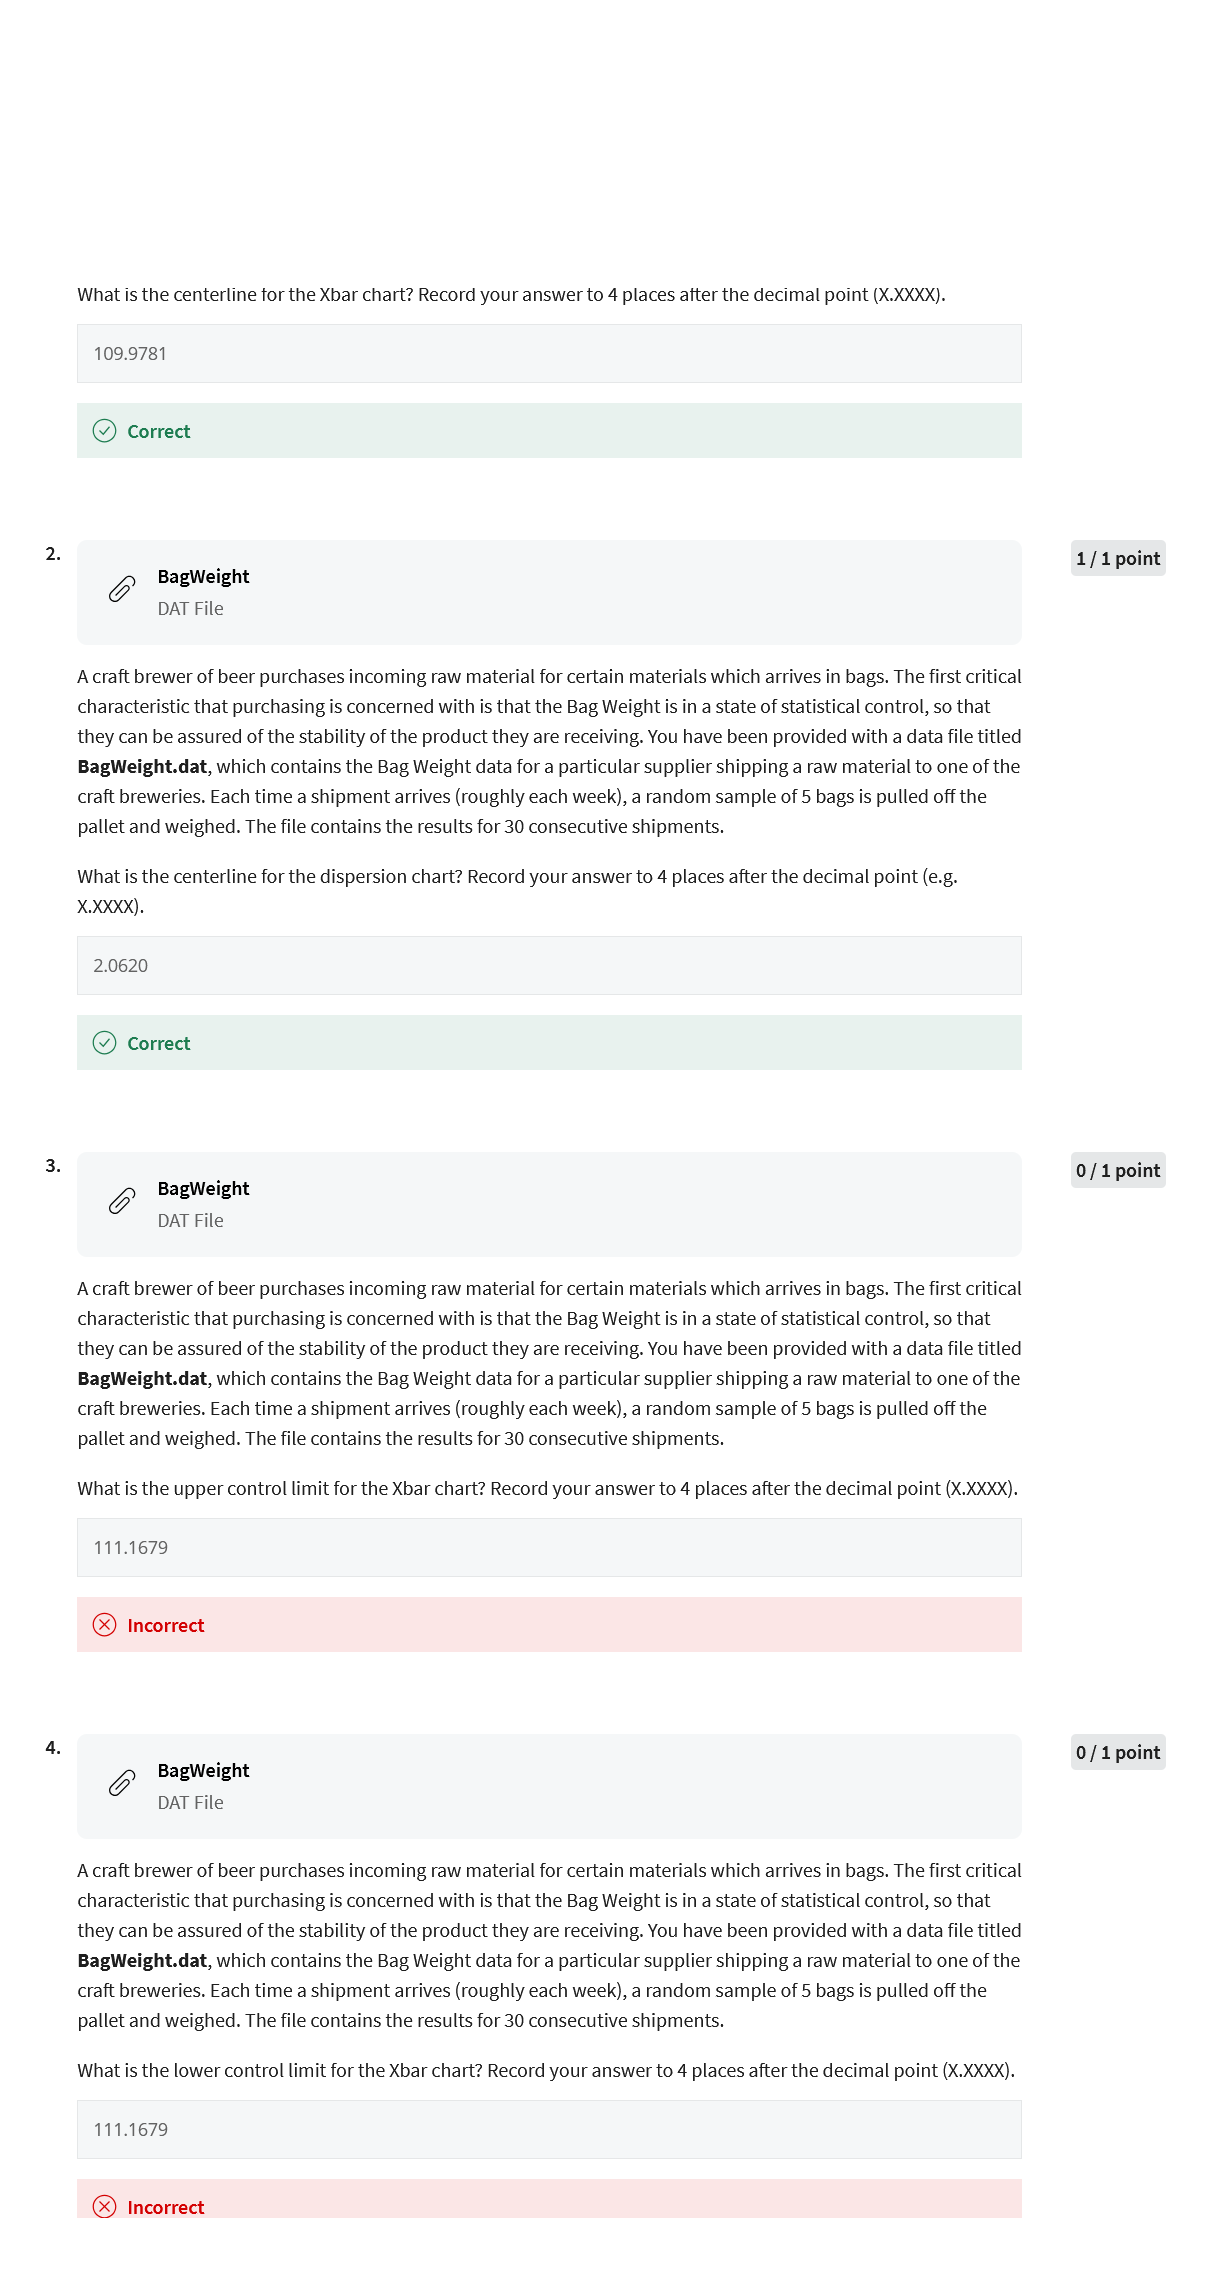 What is the centerline for the Xbar chart? Record your answer to 4 places after the decimal point (X.XXXX).
109.9781
Correct
2.
BagWeight
1 / 1 point
DAT File
A craft brewer of beer purchases incoming raw material for certain materials which arrives in bags. The first critical
characteristic that purchasing is concerned with is that the Bag Weight is in a state of statistical control, so that
they can be assured of the stability of the product they are receiving. You have been provided with a data file titled
BagWeight.dat, which contains the Bag Weight data for a particular supplier shipping a raw material to one of the
craft breweries. Each time a shipment arrives (roughly each week), a random sample of 5 bags is pulled off the
pallet and weighed. The file contains the results for 30 consecutive shipments.
What is the centerline for the dispersion chart? Record your answer to 4 places after the decimal point (e.g.
X.XXXX).
2.0620
Correct
3.
BagWeight
0 / 1 point
DAT File
A craft brewer of beer purchases incoming raw material for certain materials which arrives in bags. The first critical
characteristic that purchasing is concerned with is that the Bag Weight is in a state of statistical control, so that
they can be assured of the stability of the product they are receiving. You have been provided with a data file titled
BagWeight.dat, which contains the Bag Weight data for a particular supplier shipping a raw material to one of the
craft breweries. Each time a shipment arrives (roughly each week), a random sample of 5 bags is pulled off the
pallet and weighed. The file contains the results for 30 consecutive shipments.
What is the upper control limit for the Xbar chart? Record your answer to 4 places after the decimal point (X.XXXX).
111.1679
Incorrect
4.
BagWeight
0 / 1 point
DAT File
A craft brewer of beer purchases incoming raw material for certain materials which arrives in bags. The first critical
characteristic that purchasing is concerned with is that the Bag Weight is in a state of statistical control, so that
they can be assured of the stability of the product they are receiving. You have been provided with a data file titled
BagWeight.dat, which contains the Bag Weight data for a particular supplier shipping a raw material to one of the
craft breweries. Each time a shipment arrives (roughly each week), a random sample of 5 bags is pulled off the
pallet and weighed. The file contains the results for 30 consecutive shipments.
What is the lower control limit for the Xbar chart? Record your answer to 4 places after the decimal point (X.XXXX).
111.1679
Incorrect